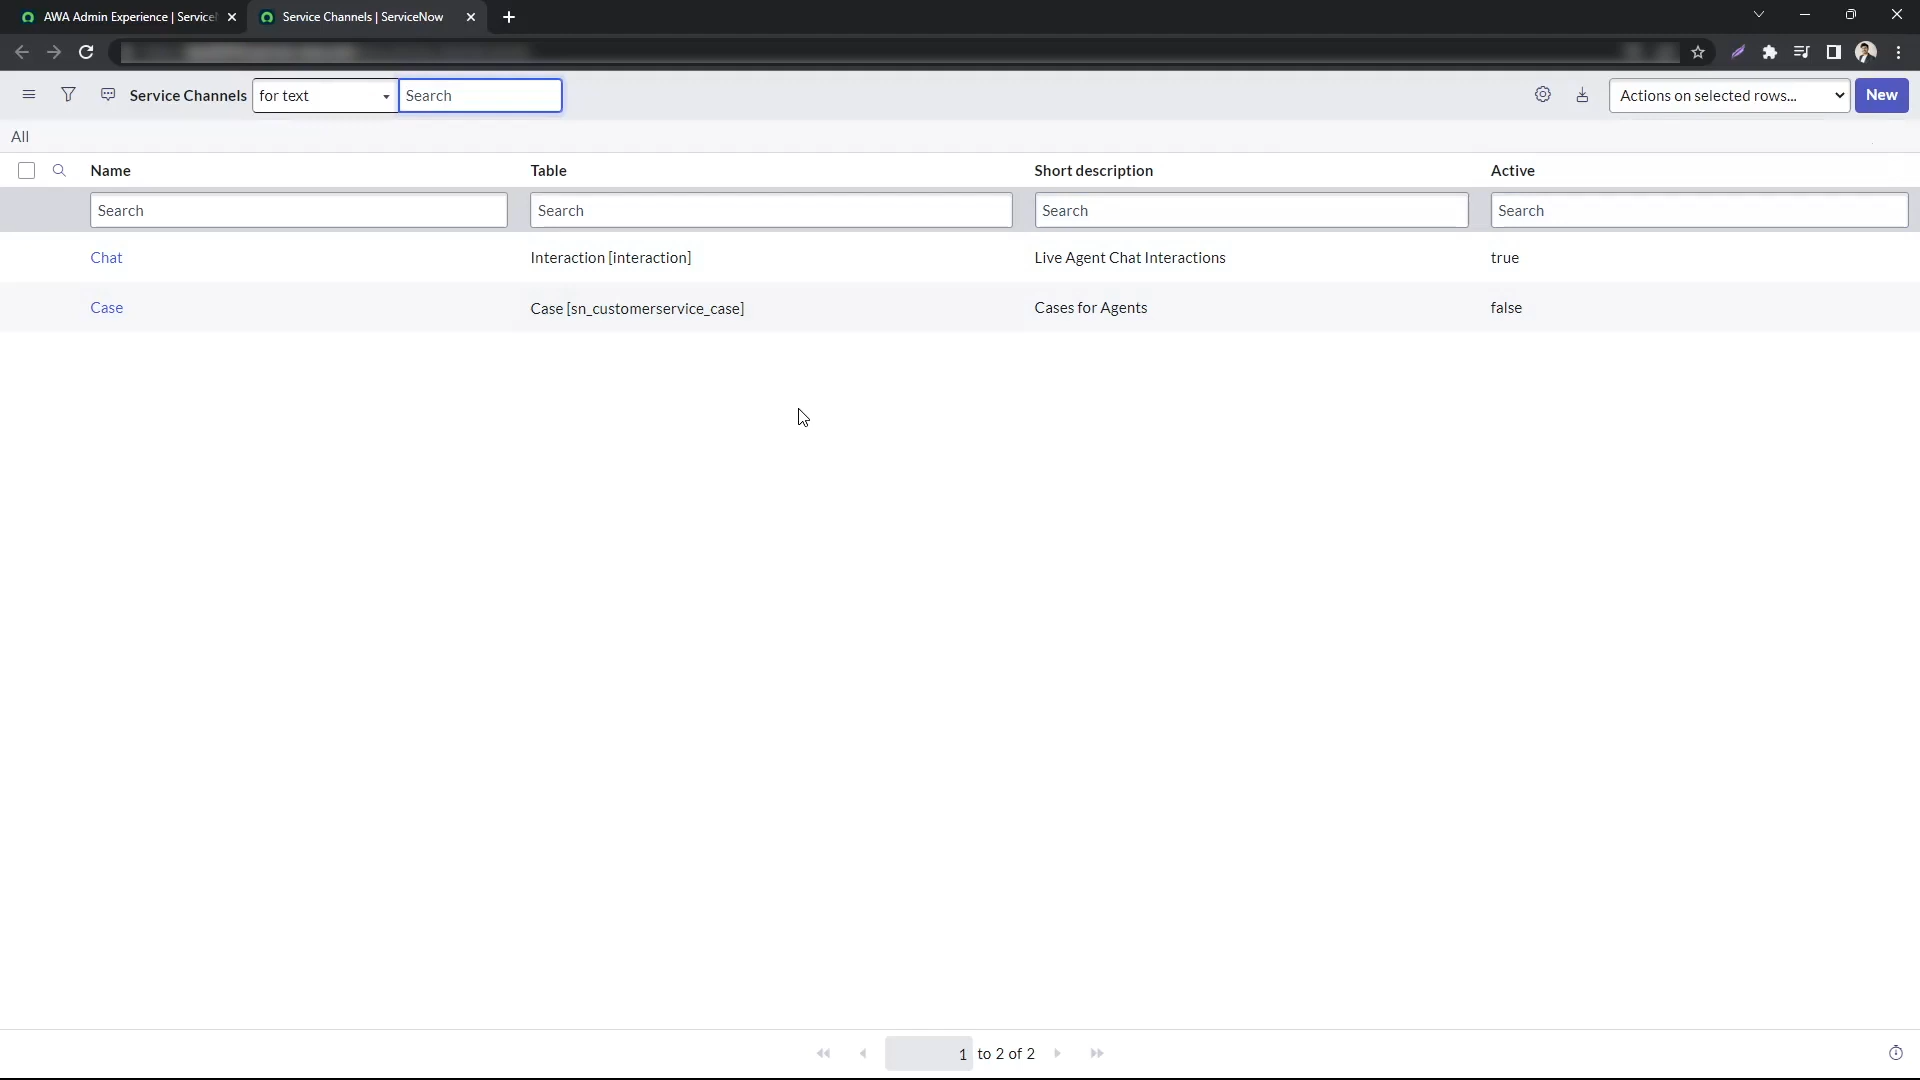 AWA Admin Experience | Service
Service Channels | ServiceNow
Service Channels for text Search Actions on selected rows... New
All
Name Table Short description Active
Search Search Search Search
Chat Interaction [interaction] Live Agent Chat Interactions true
Case Case [sn_customerservice_case] Cases for Agents false
1 to 2 of 2